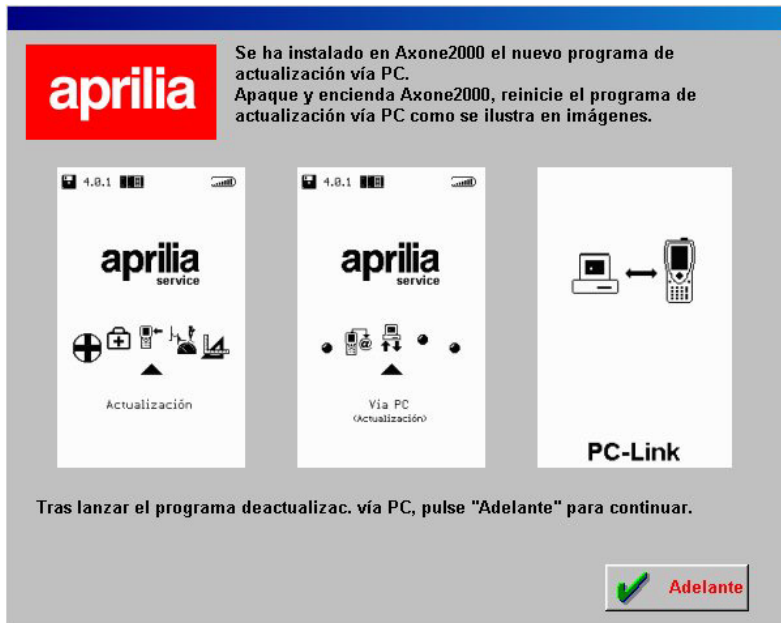 aprilia
Se ha instalado en Axone2000 el nuevo programa de
actualización vía PC.
Apaque y encienda Axone2000, reinicie el programa de
actualización vía PC como se ilustra en imágenes.
4.0.1
aprilia
service
Actualización
4.0.1
aprilia
service
@
Via PC
(Actualización)
PC-Link
Tras lanzar el programa deactualizac. vía PC, pulse "Adelante" para continuar.
Adelante